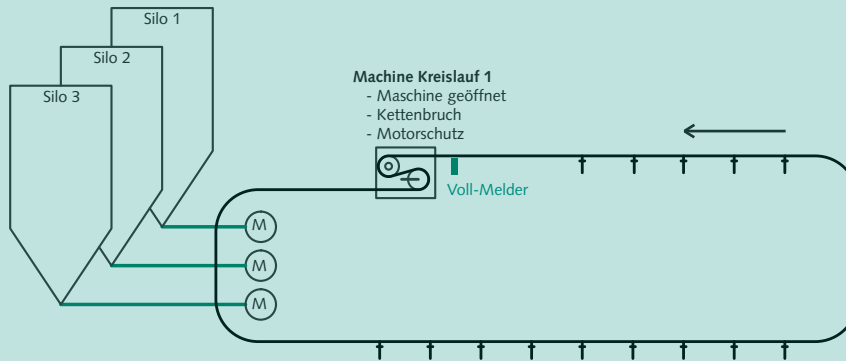 Silo 1
Silo 2
Silo 3
Machine Kreislauf 1
- Maschine geöffnet
- Kettenbruch
- Motorschutz
Voll-Melder
M
M
M